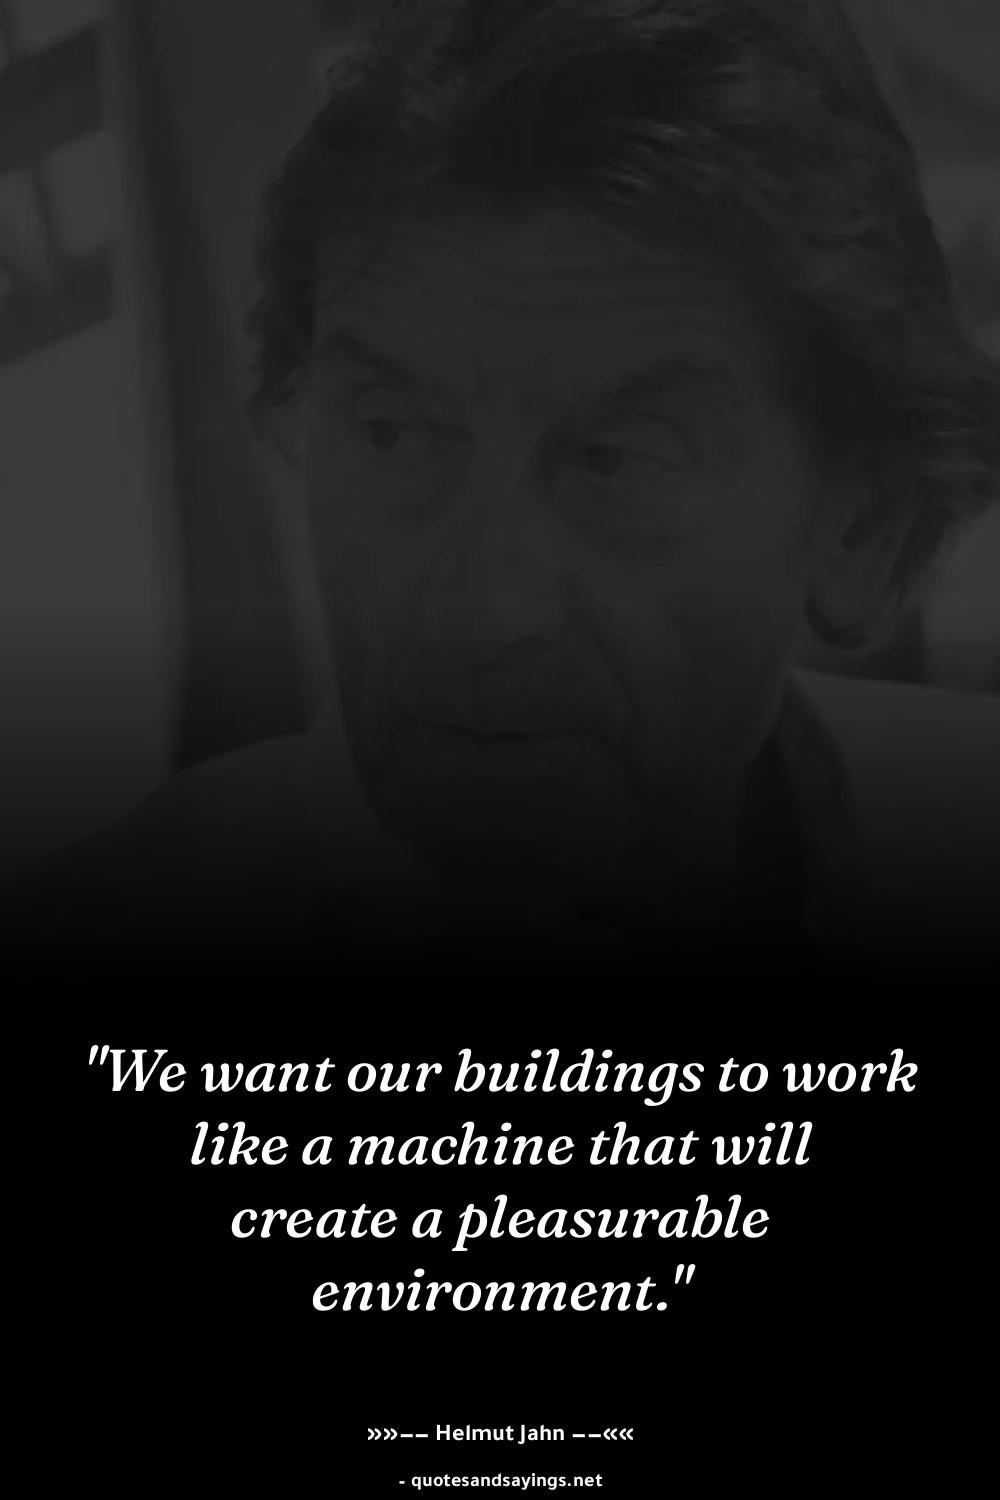 "We want our buildings to work
like a machine that will
create a pleasurable
environment."
»»−− Helmut Jahn −−««
- quotesandsayings.net